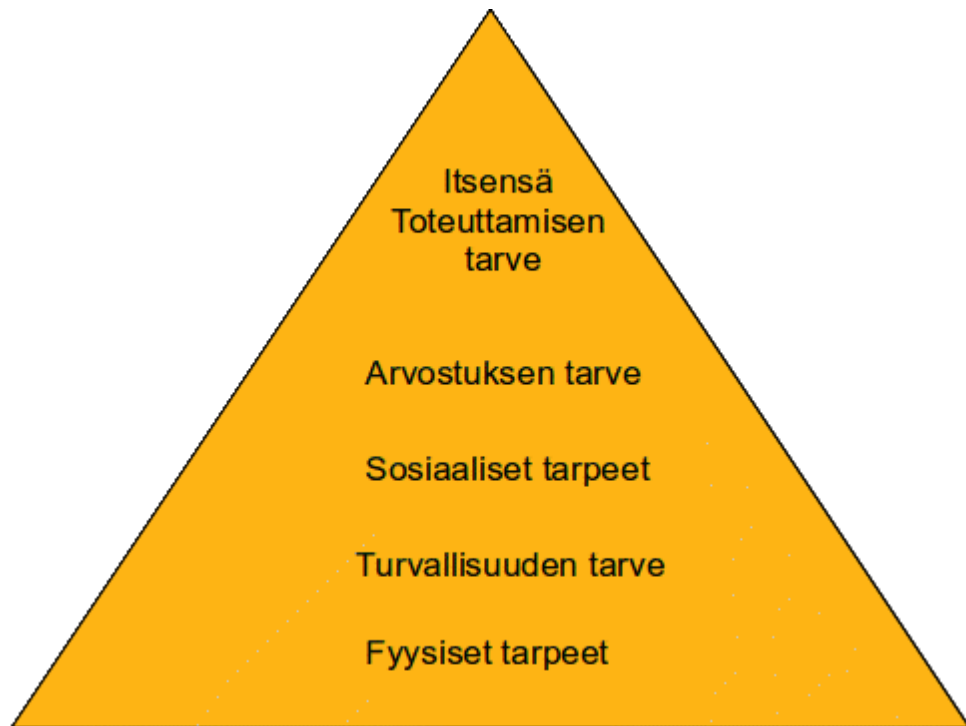 Itsensä
Toteuttamisen
tarve
Arvostuksen tarve
Sosiaaliset tarpeet
Turvallisuuden tarve
Fyysiset tarpeet